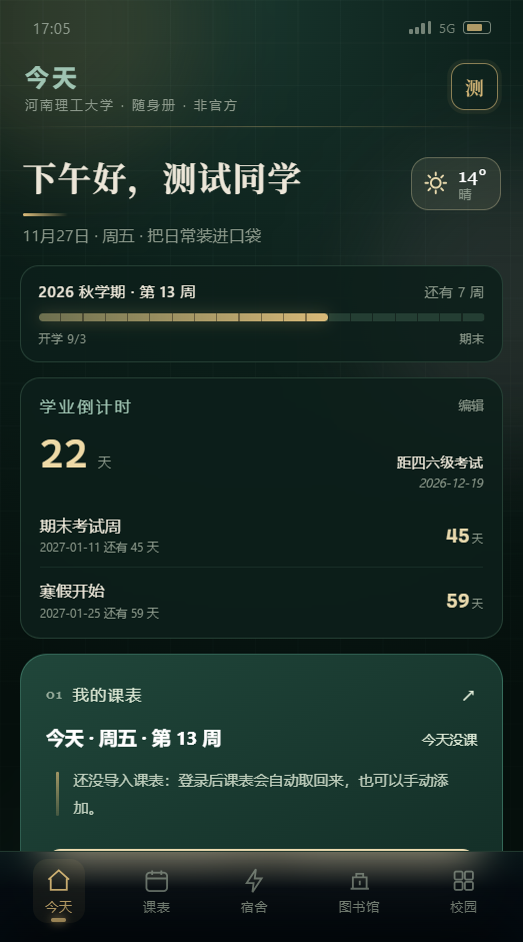 17:05
5G
今天
河南理工大学 · 随身册 · 非官方
测
下午好，测试同学
14°
晴
11月27日 · 周五 · 把日常装进口袋
2026 秋学期 · 第 13 周
还有 7 周
开学 9/3
期末
学业倒计时
编辑
22 天
距四六级考试
2026-12-19
期末考试周
2027-01-11 还有 45 天
45天
寒假开始
2027-01-25 还有 59 天
59天
01 我的课表
↗
今天 · 周五 · 第 13 周
今天没课
还没导入课表：登录后课表会自动取回来，也可以手动添
加。
今天
课表
宿舍
图书馆
校园